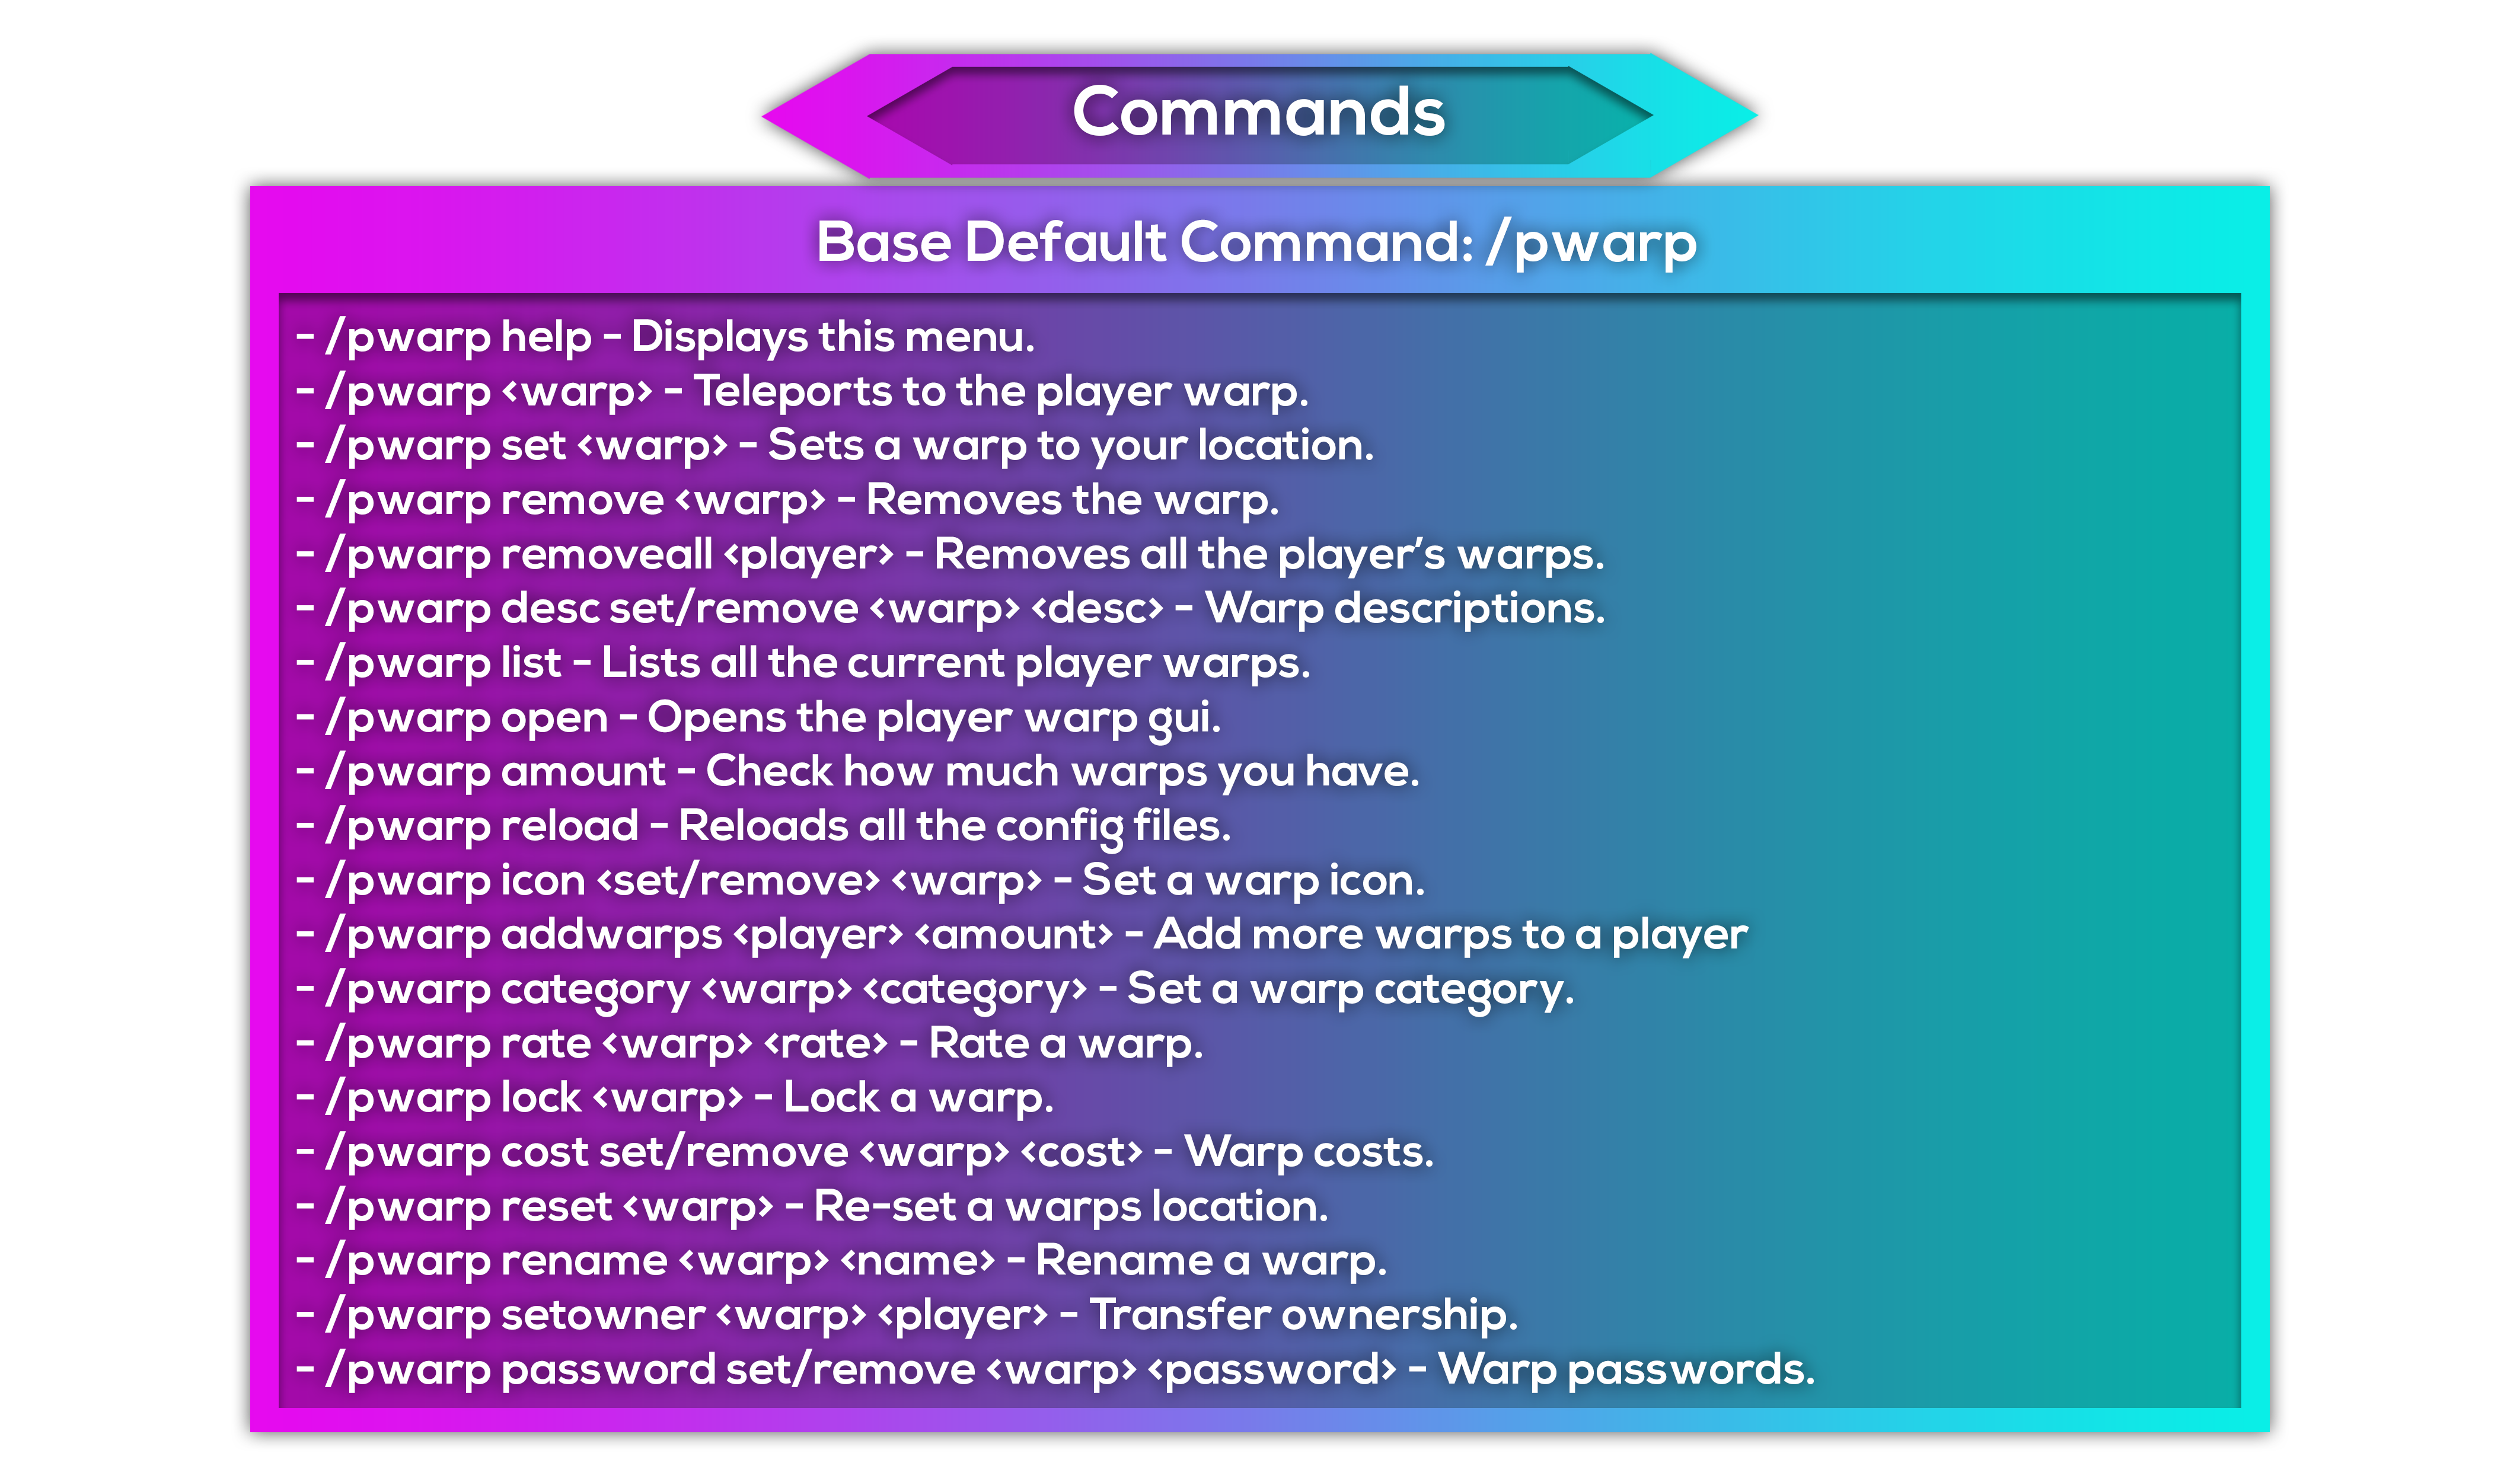 Commands
Base Default Command: /pwarp
- /pwarp help - Displays this menu.
- /pwarp <warp> - Teleports to the player warp.
- /pwarp set <warp> - Sets a warp to your location.
- /pwarp remove <warp> - Removes the warp.
- /pwarp removeall <player> - Removes all the player’s warps.
- /pwarp desc set/remove <warp> <desc> - Warp descriptions.
- /pwarp list - Lists all the current player warps.
- /pwarp open - Opens the player warp gui.
- /pwarp amount - Check how much warps you have.
- /pwarp reload - Reloads all the config files.
- /pwarp icon <set/remove> <warp> - Set a warp icon.
- /pwarp addwarps <player> <amount> - Add more warps to a player
- /pwarp category <warp> <category> - Set a warp category.
- /pwarp rate <warp> <rate> - Rate a warp.
- /pwarp lock <warp> - Lock a warp.
- /pwarp cost set/remove <warp> <cost> - Warp costs.
- /pwarp reset <warp> - Re-set a warps location.
- /pwarp rename <warp> <name> - Rename a warp.
- /pwarp setowner <warp> <player> - Transfer ownership.
- /pwarp password set/remove <warp> <password> - Warp passwords.